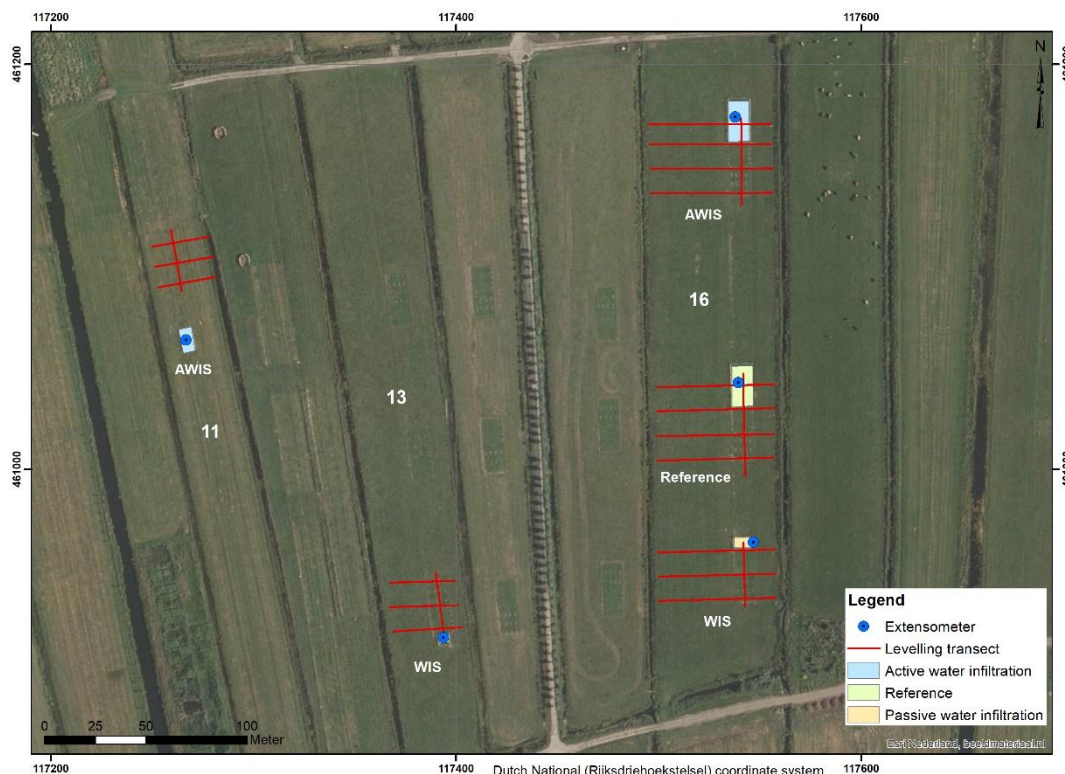 117200
117400
117600
461200
461200
N
AWIS
16
AWIS
13
11
461000
461000
Reference
WIS
WIS
Legend
Extensometer
Levelling transect
Active water infiltration
Reference
Passive water infiltration
0 25 50 100
Meter
Esri Nederland, beeldmateriaal.nl
117200
117400
Dutch National (Rijksdriehoekstelsel) coordinate system
117600